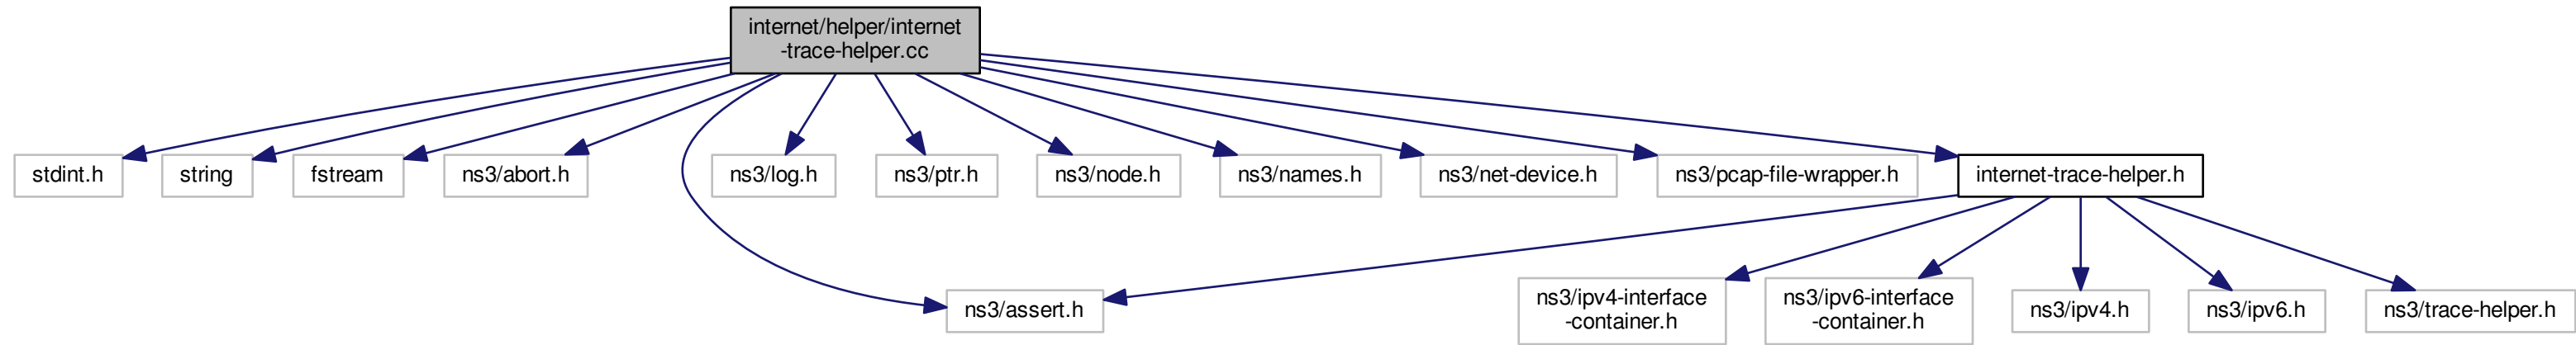 internet/helper/internet
-trace-helper.cc
stdint.h
string
fstream
ns3/abort.h
ns3/log.h
ns3/ptr.h
ns3/node.h
ns3/names.h
ns3/net-device.h
ns3/pcap-file-wrapper.h
internet-trace-helper.h
ns3/assert.h
ns3/ipv4-interface
-container.h
ns3/ipv6-interface
-container.h
ns3/ipv4.h
ns3/ipv6.h
ns3/trace-helper.h